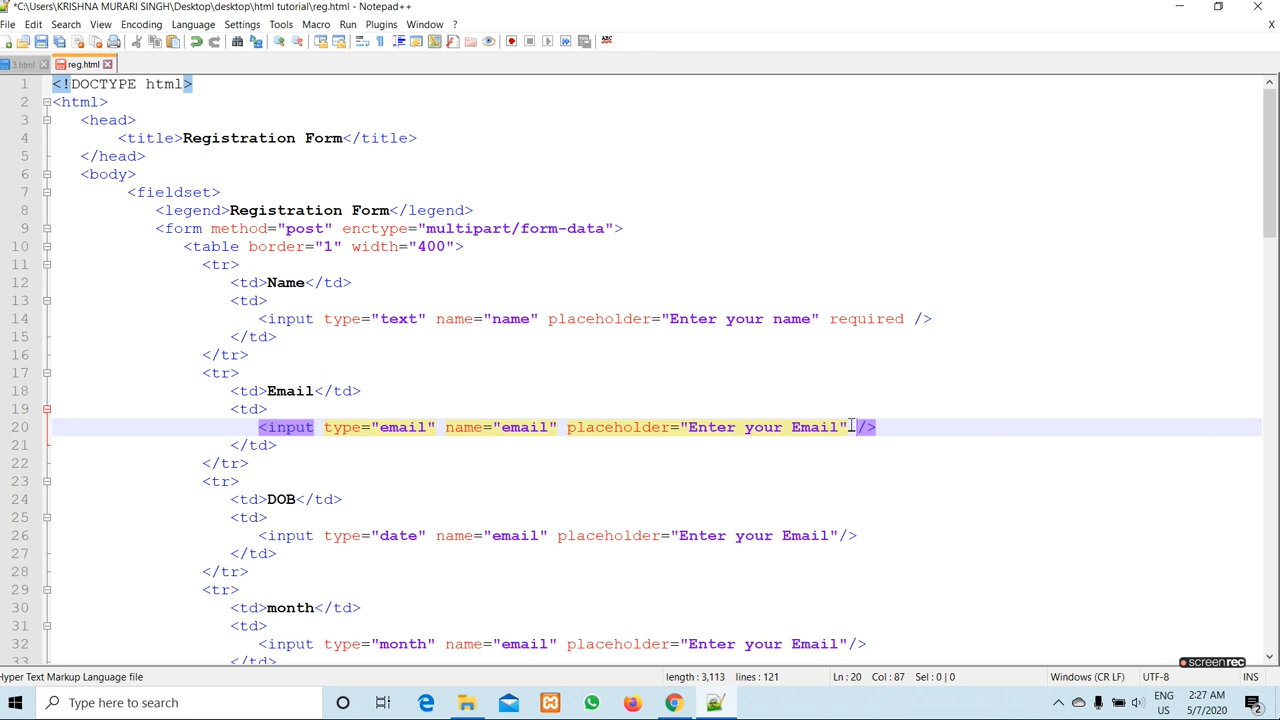 *C:\Users\KRISHNA MURARI SINGH\Desktop\desktop\html tutorial\reg.html - Notepad++
File Edit Search View Encoding Language Settings Tools Macro Run Plugins Window ? X
3.html reg.html
1 <!DOCTYPE html>
2 <html>
3 <head>
4 <title>Registration Form</title>
5 </head>
6 <body>
7 <fieldset>
8 <legend>Registration Form</legend>
9 <form method="post" enctype="multipart/form-data">
10 <table border="1" width="400">
11 <tr>
12 <td>Name</td>
13 <td>
14 <input type="text" name="name" placeholder="Enter your name" required />
15 </td>
16 </tr>
17 <tr>
18 <td>Email</td>
19 <td>
20 <input type="email" name="email" placeholder="Enter your Email" />
21 </td>
22 </tr>
23 <tr>
24 <td>DOB</td>
25 <td>
26 <input type="date" name="email" placeholder="Enter your Email"/>
27 </td>
28 </tr>
29 <tr>
30 <td>month</td>
31 <td>
32 <input type="month" name="email" placeholder="Enter your Email"/>
33 </td>
screenrec
Hyper Text Markup Language file length : 3,113 lines : 121 Ln : 20 Col : 87 Sel : 0 | 0 Windows (CR LF) UTF-8 INS
Type here to search
ENG 2:27 AM
US 5/7/2020 2